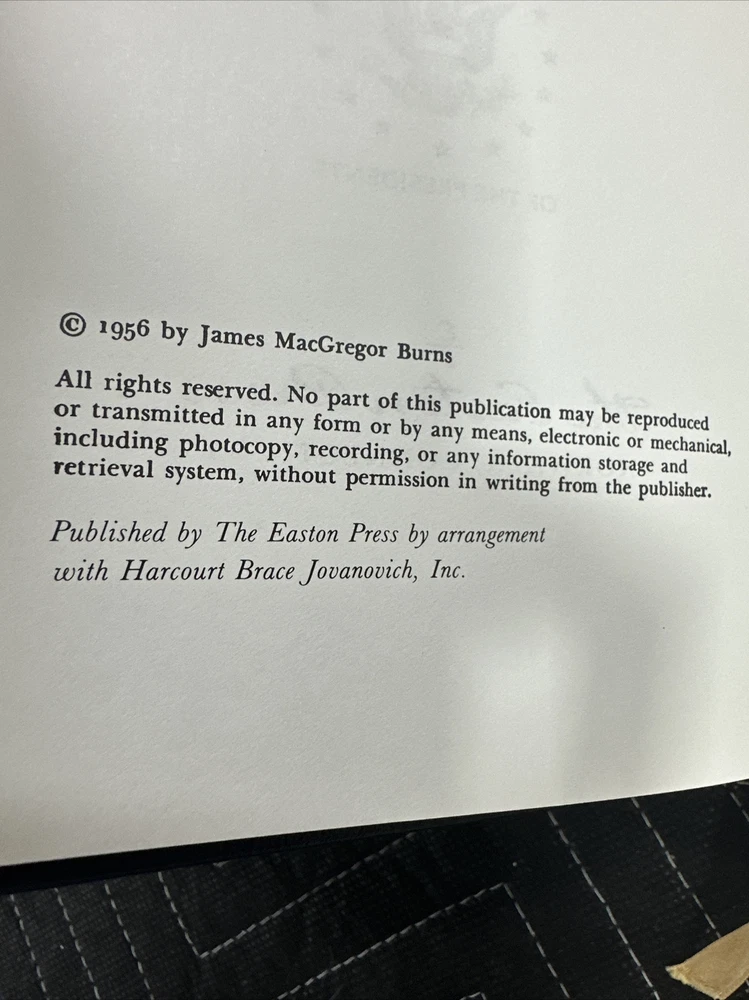 © 1956 by James MacGregor Burns
All rights reserved. No part of this publication may be reproduced
or transmitted in any form or by any means, electronic or mechanical,
including photocopy, recording, or any information storage and
retrieval system, without permission in writing from the publisher.
Published by The Easton Press by arrangement
with Harcourt Brace Jovanovich, Inc.